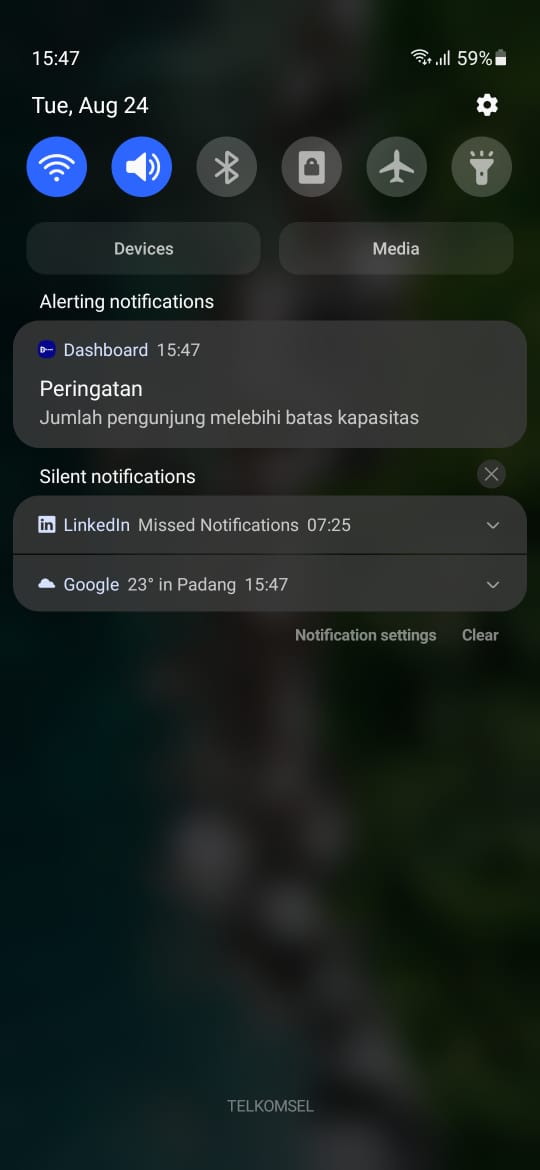 15:47 59%
Tue, Aug 24
Devices Media
Alerting notifications
Dashboard 15:47
Peringatan
Jumlah pengunjung melebihi batas kapasitas
Silent notifications
LinkedIn Missed Notifications 07:25
Google 23° in Padang 15:47
Notification settings Clear
TELKOMSEL